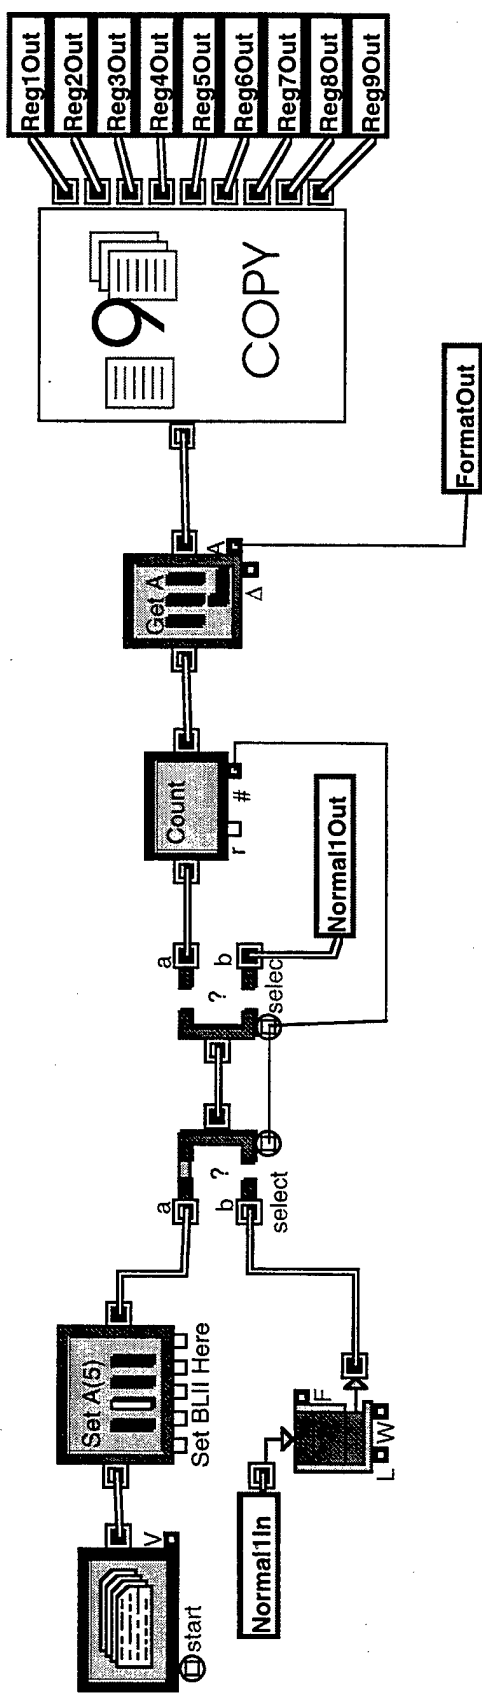 start
V
Set A(5)
Set BLII Here
Normal1In
L
W
F
a
?
b
select
a
?
b
select
Normal1Out
Count
r
#
Get A
Δ
A
FormatOut
9
COPY
Reg1Out
Reg2Out
Reg3Out
Reg4Out
Reg5Out
Reg6Out
Reg7Out
Reg8Out
Reg9Out